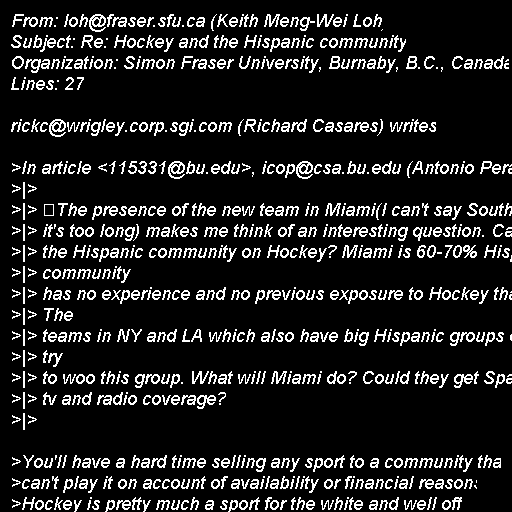 From: loh@fraser.sfu.ca (Keith Meng-Wei Loh)
Subject: Re: Hockey and the Hispanic community
Organization: Simon Fraser University, Burnaby, B.C., Canada
Lines: 27

rickc@wrigley.corp.sgi.com (Richard Casares) writes

>In article <115331@bu.edu>, icop@csa.bu.edu (Antonio
>|>
>|> The presence of the new team in Miami(I can't say South
>|> it's too long) makes me think of an interesting question.
>|> the Hispanic community on Hockey? Miami is 60-70%
>|> community
>|> has no experience and no previous exposure to Hockey
>|> The
>|> teams in NY and LA which also have big Hispanic groups
>|> try
>|> to woo this group. What will Miami do? Could they get
>|> tv and radio coverage?
>|>

>You'll have a hard time selling any sport to a community
>can't play it on account of availability or financial reasons
>Hockey is pretty much a sport for the white and well off